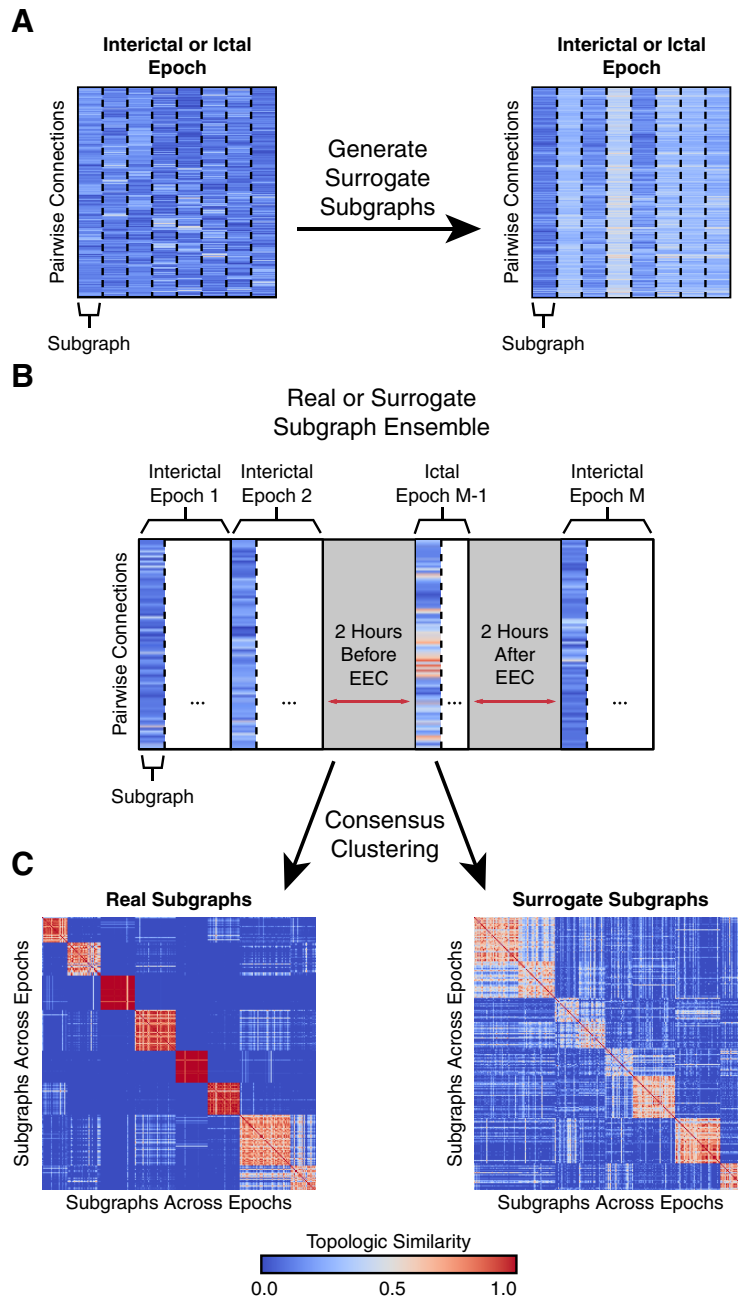 A
Interictal or Ictal
Epoch
Interictal or Ictal
Epoch
Pairwise Connections
Generate
Surrogate
Subgraphs
Pairwise Connections
Subgraph
Subgraph
B
Real or Surrogate
Subgraph Ensemble
Interictal
Epoch 1
Interictal
Epoch 2
Ictal
Epoch M-1
Interictal
Epoch M
Pairwise Connections
...
...
2 Hours
Before
EEC
...
2 Hours
After
EEC
...
Subgraph
Consensus
Clustering
C
Real Subgraphs
Surrogate Subgraphs
Subgraphs Across Epochs
Subgraphs Across Epochs
Subgraphs Across Epochs
Subgraphs Across Epochs
Topologic Similarity
0.0
0.5
1.0